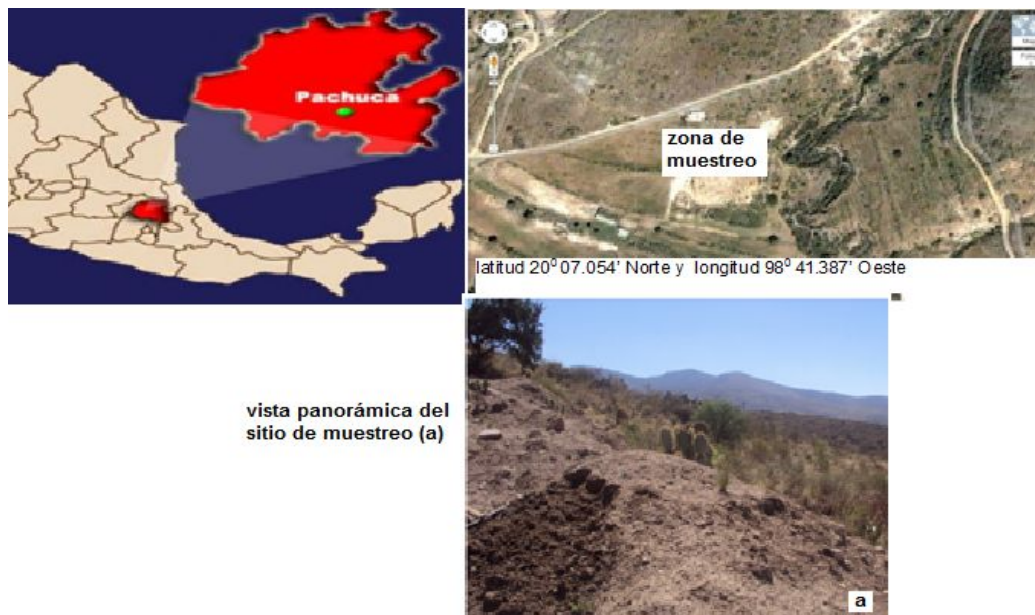 Pachuca
zona de
muestreo
latitud 20⁰ 07.054' Norte y longitud 98⁰ 41.387' Oeste
vista panorámica del
sitio de muestreo (a)
a